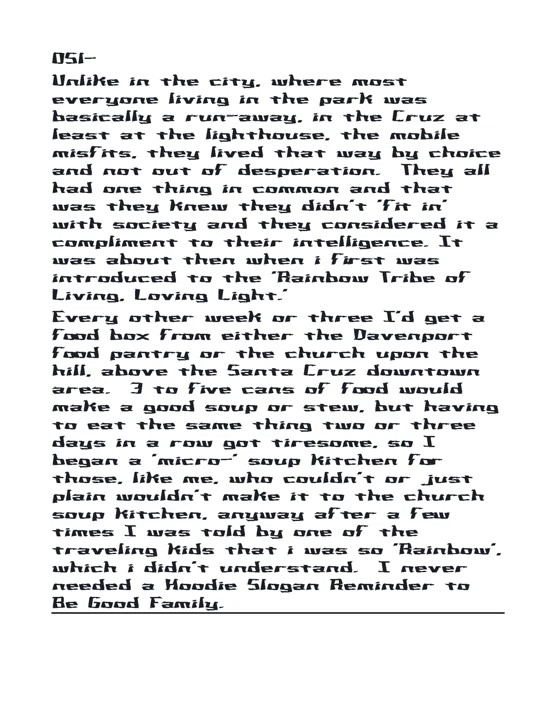 051-
Unlike in the city, where most
everyone living in the park was
basically a run-away, in the Cruz at
least at the lighthouse, the mobile
misfits, they lived that way by choice
and not out of desperation. They all
had one thing in common and that
was they knew they didn't 'fit in'
with society and they considered it a
compliment to their intelligence. It
was about then when i first was
introduced to the 'Rainbow Tribe of
Living, Loving Light.'
Every other week or three I'd get a
food box from either the Davenport
food pantry or the church upon the
hill, above the Santa Cruz downtown
area. 3 to five cans of food would
make a good soup or stew, but having
to eat the same thing two or three
days in a row got tiresome, so I
began a 'micro-' soup kitchen for
those, like me, who couldn't or just
plain wouldn't make it to the church
soup kitchen, anyway after a few
times I was told by one of the
traveling kids that i was so 'Rainbow',
which i didn't understand. I never
needed a Hoodie Slogan Reminder to
Be Good Family.